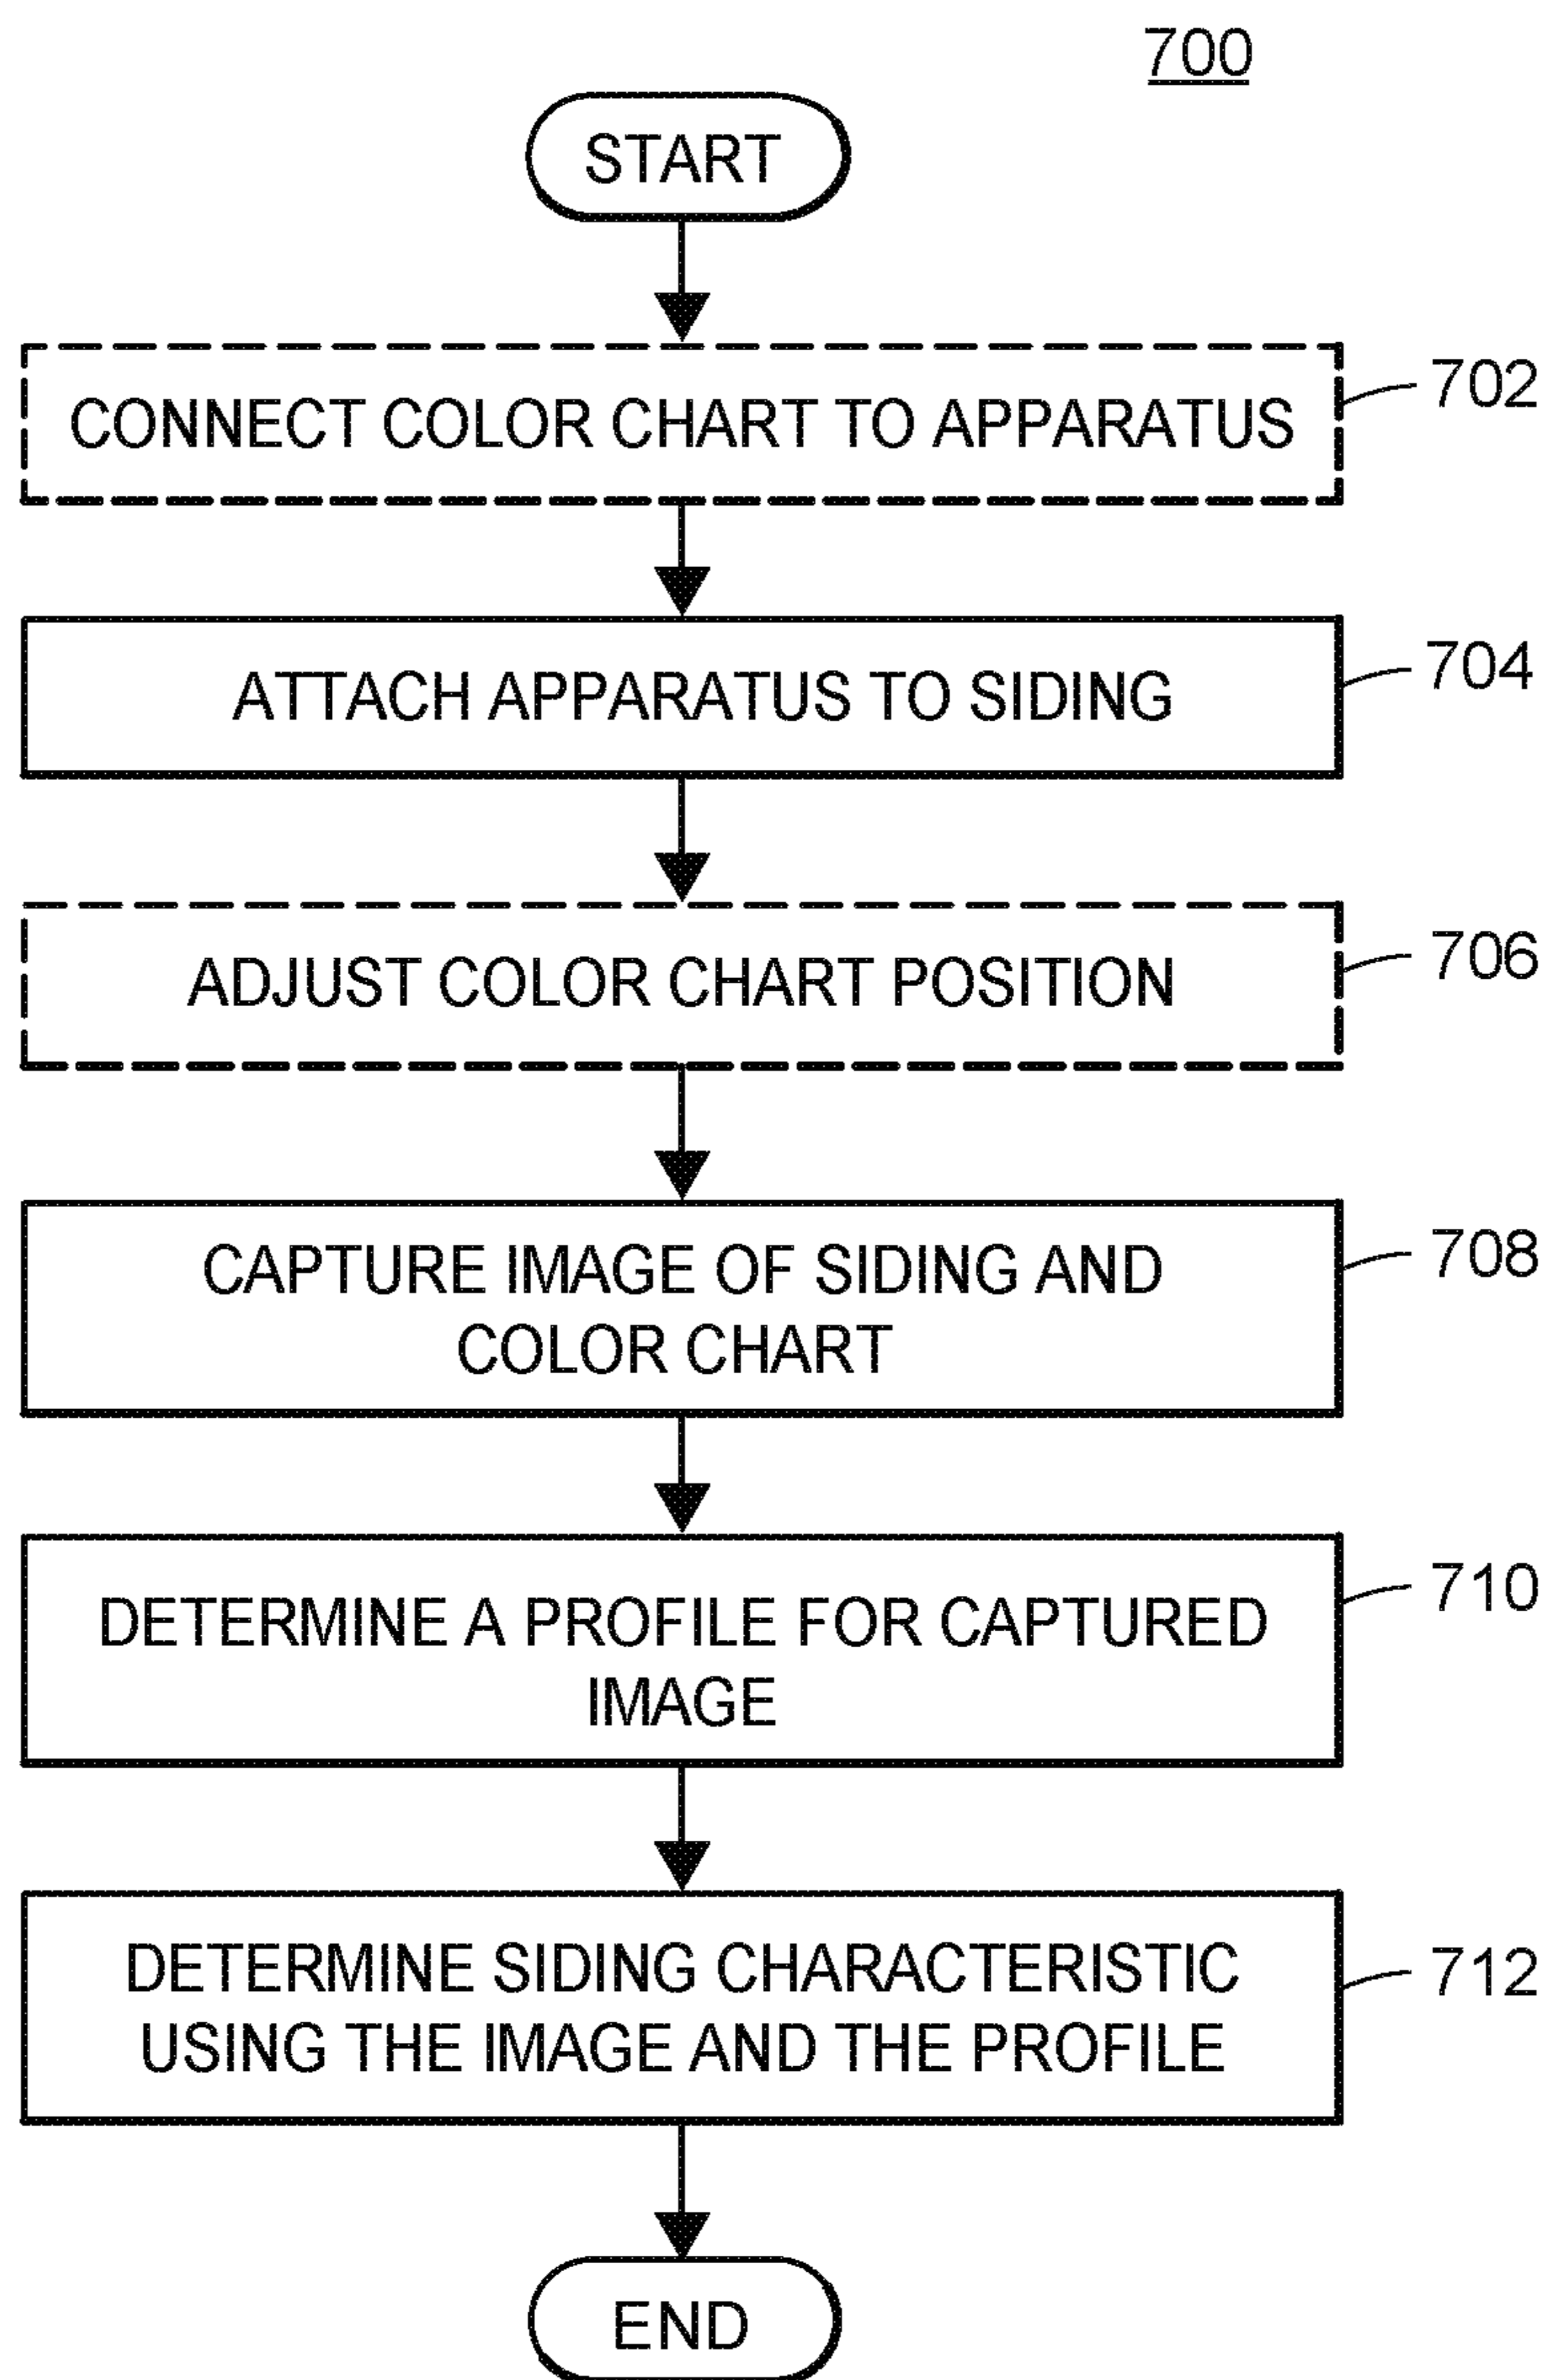 700
START
CONNECT COLOR CHART TO APPARATUS
702
ATTACH APPARATUS TO SIDING
704
ADJUST COLOR CHART POSITION
706
CAPTURE IMAGE OF SIDING AND
COLOR CHART
708
DETERMINE A PROFILE FOR CAPTURED
IMAGE
710
DETERMINE SIDING CHARACTERISTIC
USING THE IMAGE AND THE PROFILE
712
END